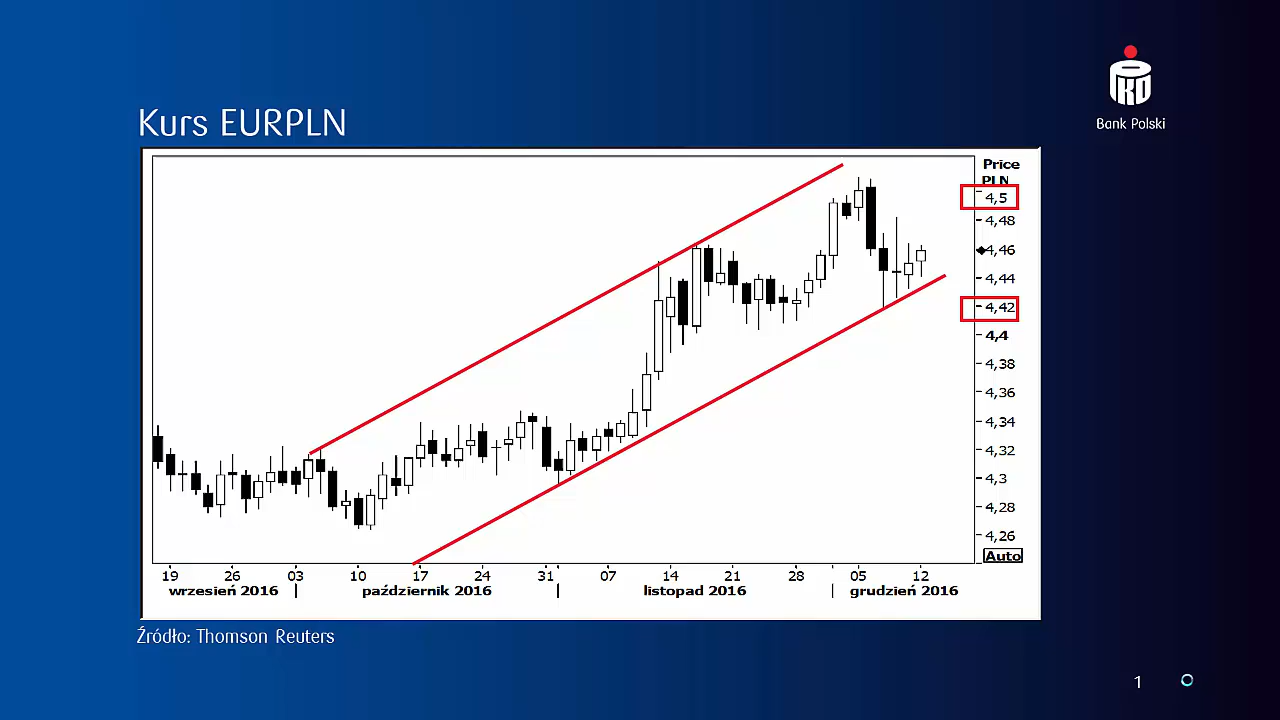 PKO
Bank Polski
Kurs EURPLN
Price
PLN
4,5
4,48
4,46
4,44
4,42
4,4
4,38
4,36
4,34
4,32
4,3
4,28
4,26
Auto
19 26 03 10 17 24 31 07 14 21 28 05 12
wrzesień 2016 październik 2016 listopad 2016 grudzień 2016
Źródło: Thomson Reuters
1